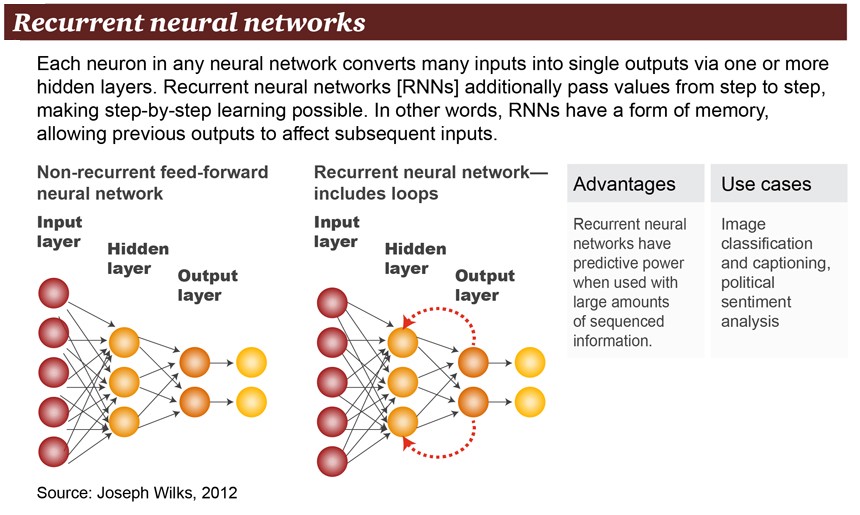 Recurrent neural networks
Each neuron in any neural network converts many inputs into single outputs via one or more
hidden layers. Recurrent neural networks [RNNs] additionally pass values from step to step,
making step-by-step learning possible. In other words, RNNs have a form of memory,
allowing previous outputs to affect subsequent inputs.
Non-recurrent feed-forward
neural network
Input
layer
Hidden
layer
Output
layer
Recurrent neural network—
includes loops
Input
layer
Hidden
layer
Output
layer
Advantages
Recurrent neural
networks have
predictive power
when used with
large amounts
of sequenced
information.
Use cases
Image
classification
and captioning,
political
sentiment
analysis
Source: Joseph Wilks, 2012